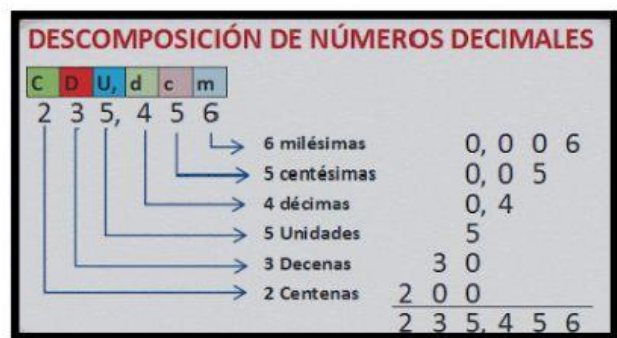 DESCOMPOSICIÓN DE NÚMEROS DECIMALES
C D U, d c m
2 3 5, 4 5 6
6 milésimas 0, 0 0 6
5 centésimas 0, 0 5
4 décimas 0, 4
5 Unidades 5
3 Decenas 3 0
2 Centenas 2 0 0
2 3 5, 4 5 6